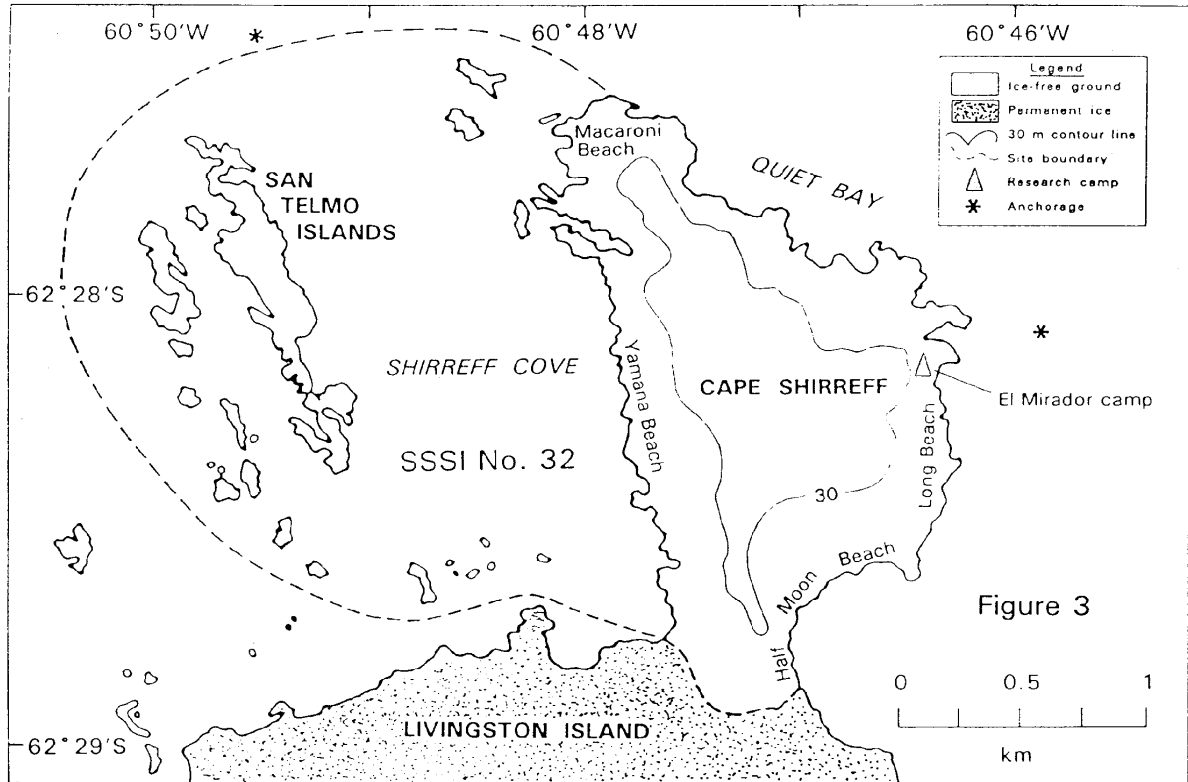 60°50'W
60°48'W
60°46'W
Legend
Ice-free ground
Permanent ice
30 m contour line
Site boundary
Research camp
Anchorage
Macaroni
Beach
QUIET BAY
SAN
TELMO
ISLANDS
62°28'S
SHIRREFF COVE
Yamana Beach
CAPE SHIRREFF
El Mirador camp
Long Beach
SSSI No. 32
30
Half Moon Beach
Figure 3
0 0.5 1
km
LIVINGSTON ISLAND
62°29'S